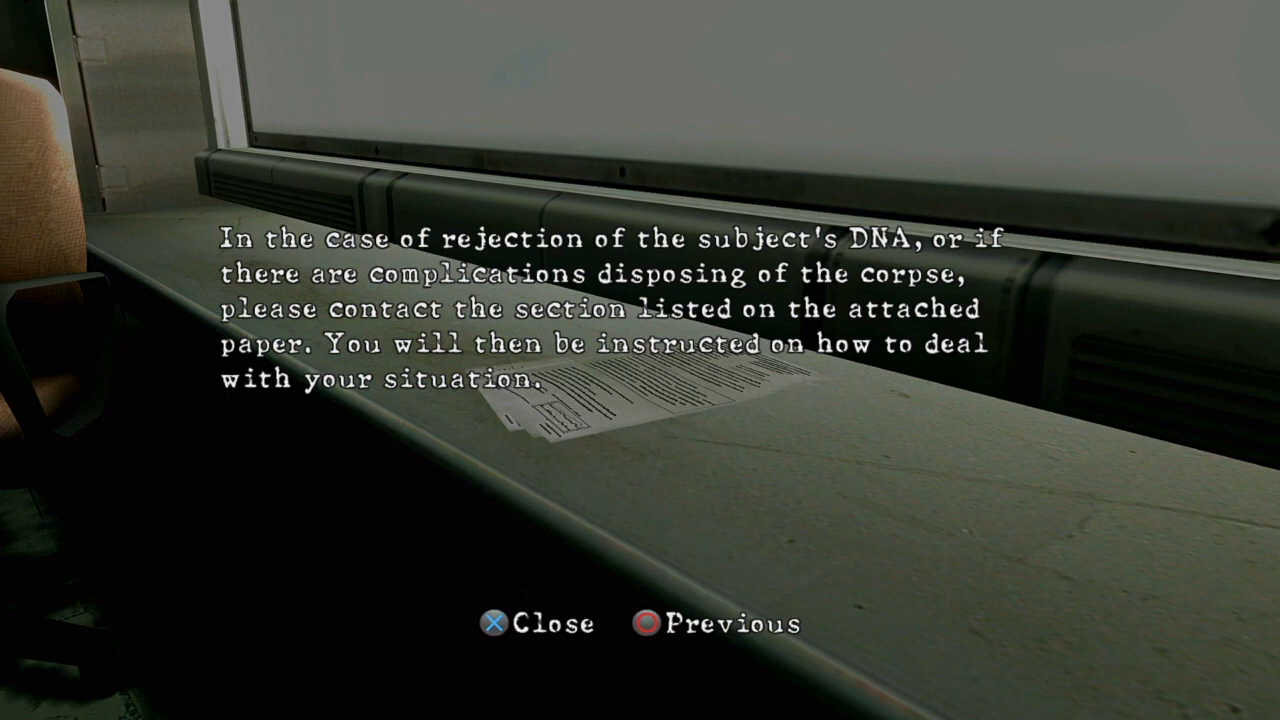 In the case of rejection of the subject's DNA, or if
there are complications disposing of the corpse,
please contact the section listed on the attached
paper. You will then be instructed on how to deal
with your situation.
Close Previous